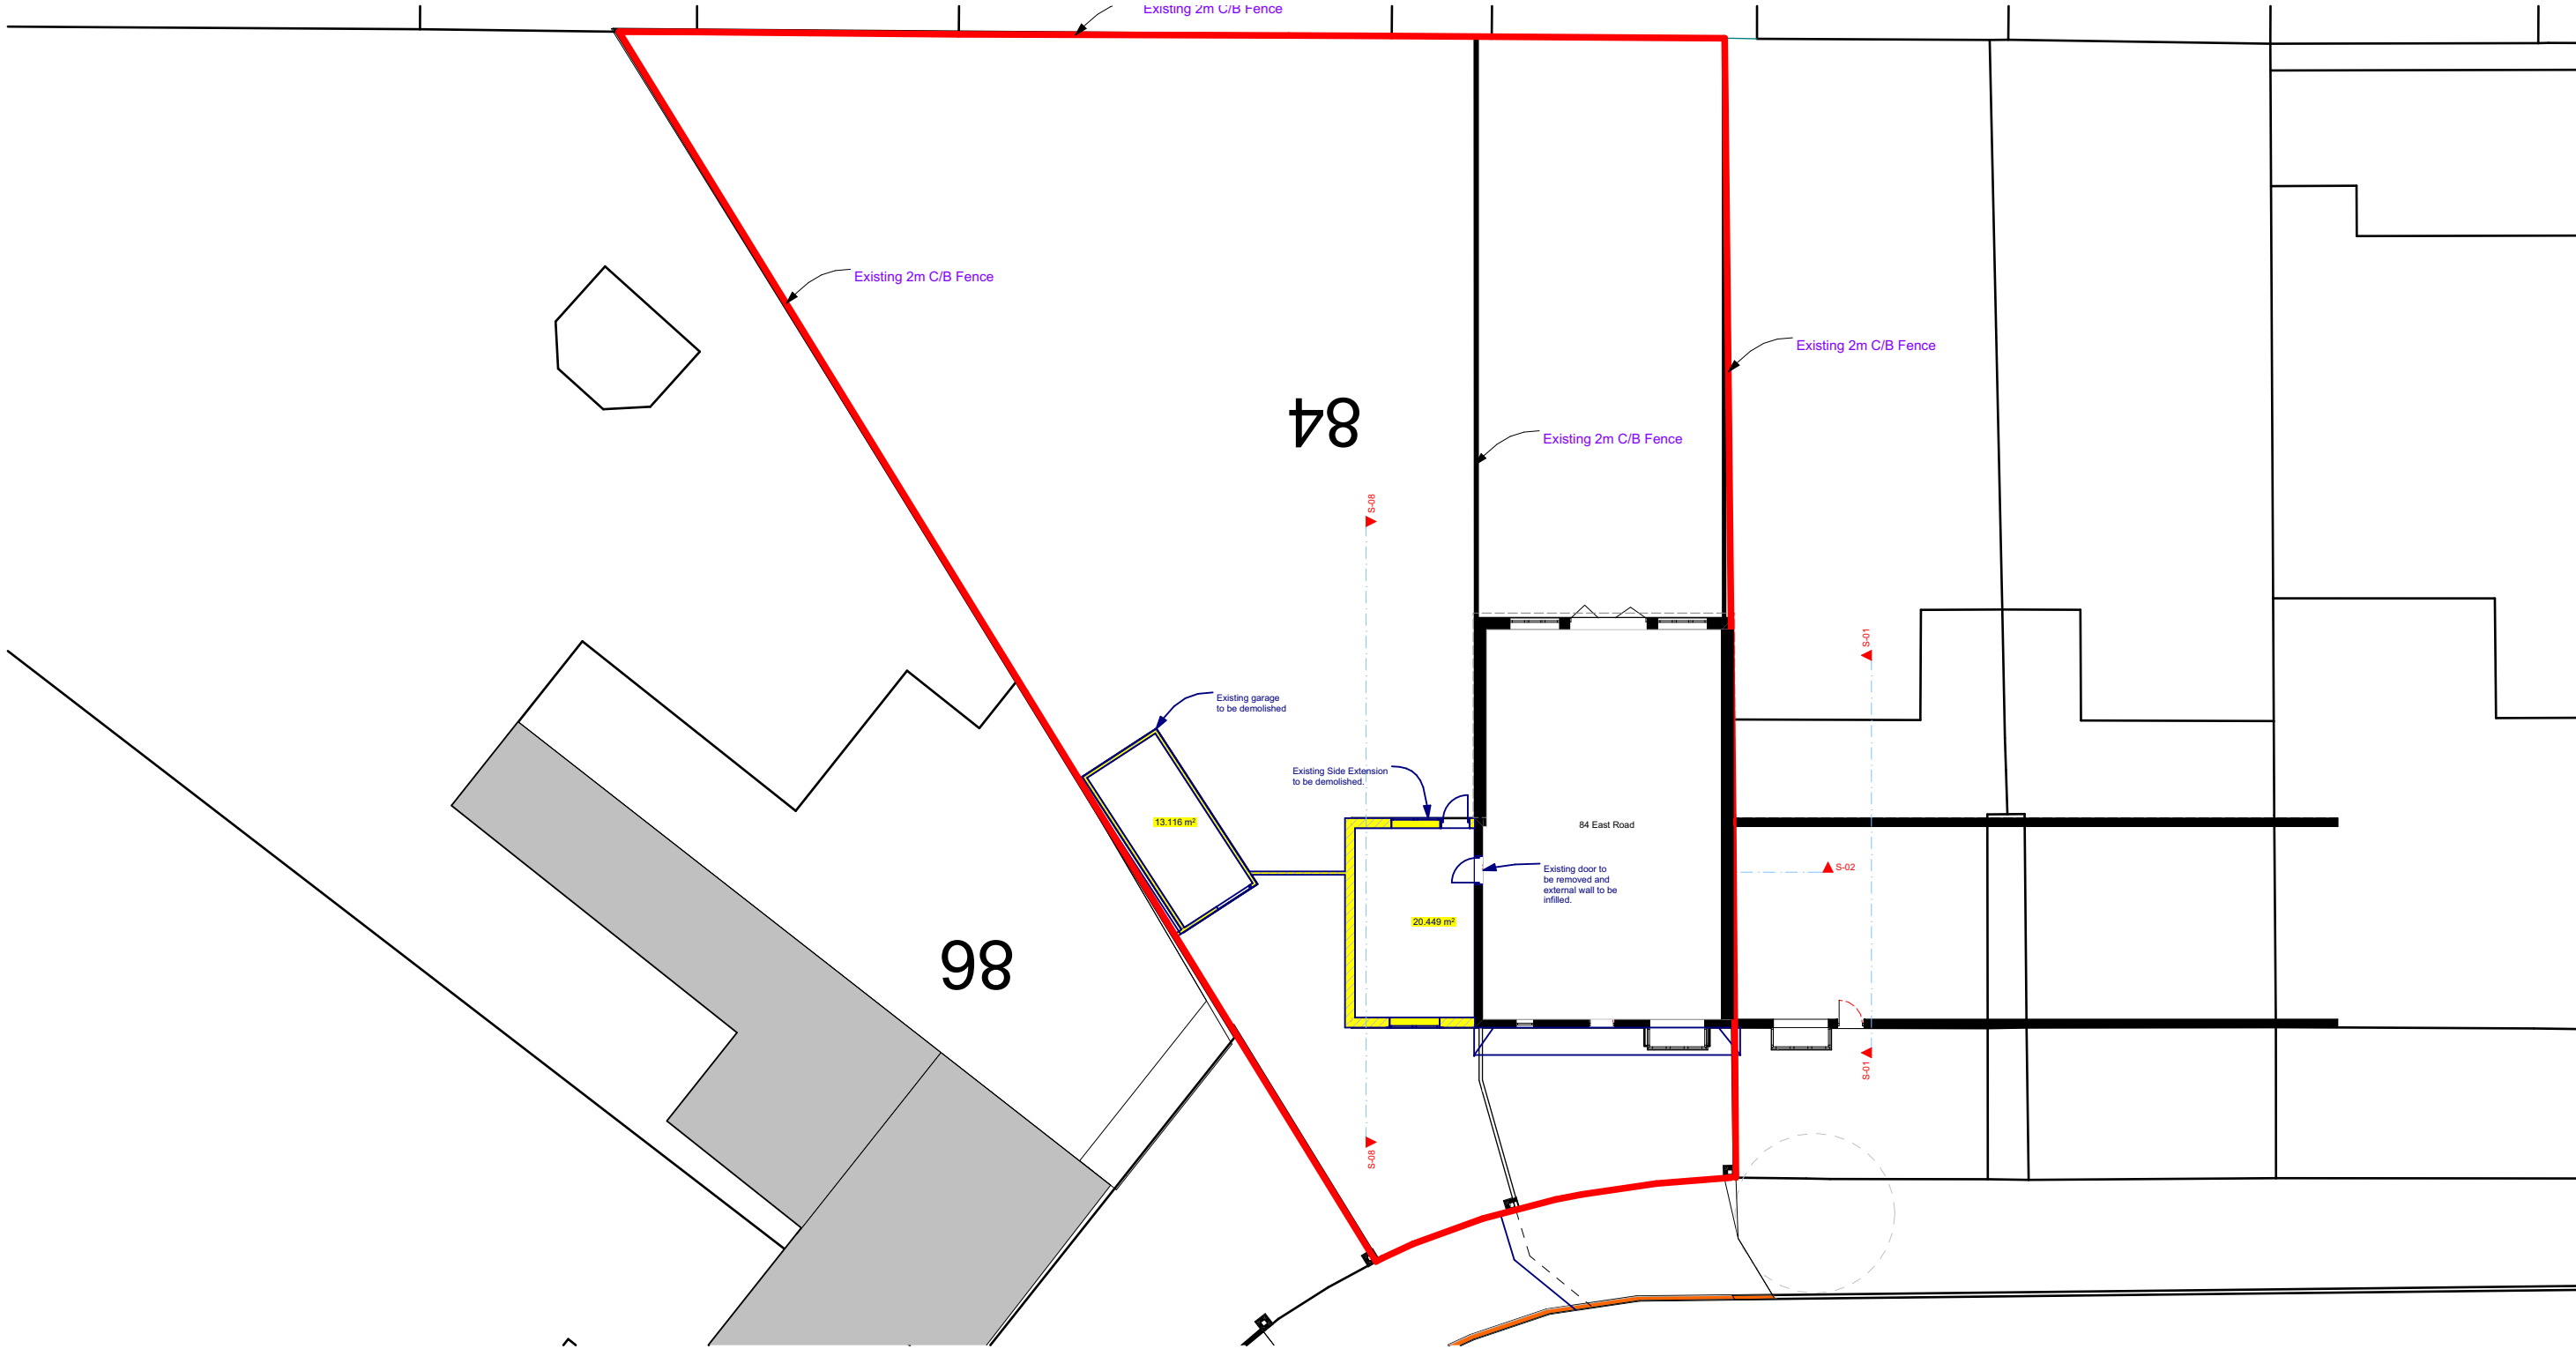 Existing 2m C/B Fence
Existing 2m C/B Fence
Existing 2m C/B Fence
84
Existing 2m C/B Fence
S-08
S-01
Existing garage
to be demolished
Existing Side Extension
to be demolished.
13.116 m²
84 East Road
Existing door to
be removed and
external wall to be
infilled.
S-02
20.449 m²
86
S-01
S-08